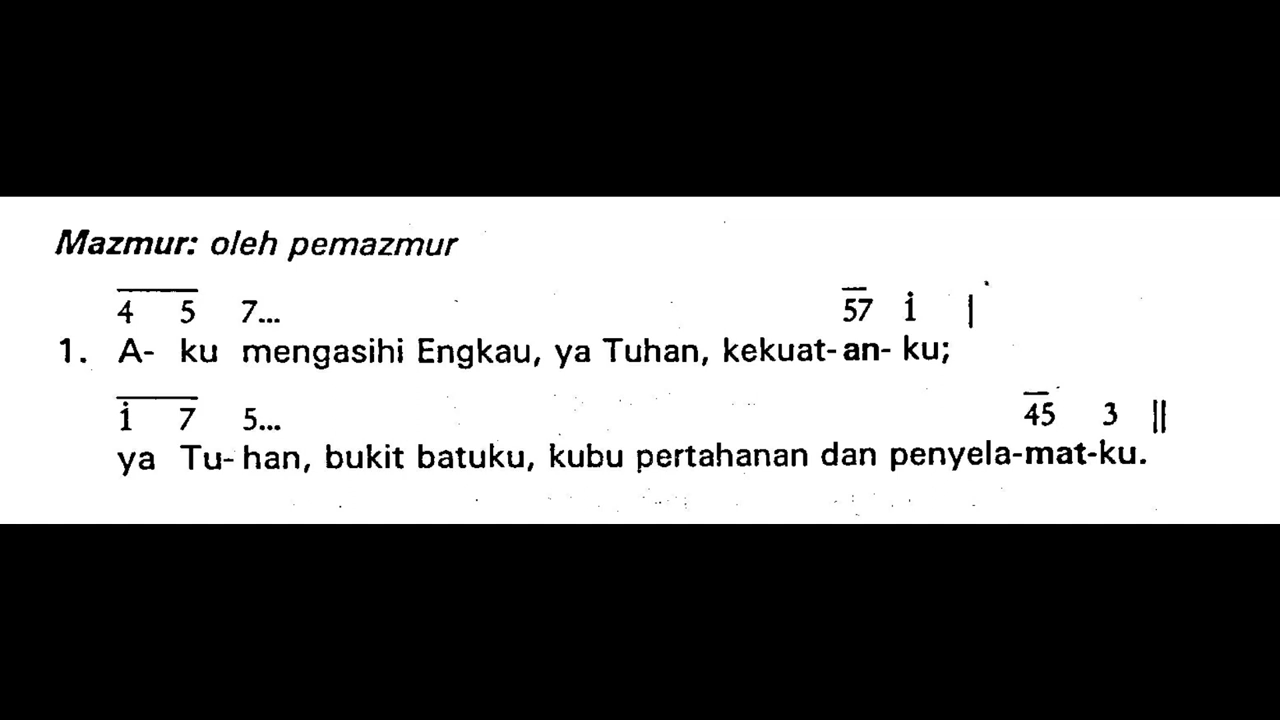 Mazmur: oleh pemazmur
4 5 7... 57 i |
1. A- ku mengasihi Engkau, ya Tuhan, kekuat-an- ku;
i 7 5... 45 3 ||
ya Tu-han, bukit batuku, kubu pertahanan dan penyela-mat-ku.